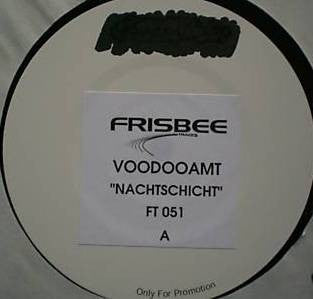 FRISBEE
TRACKS
VOODOOAMT
"NACHTSCHICHT"
FT 051
A
Only For Promotion